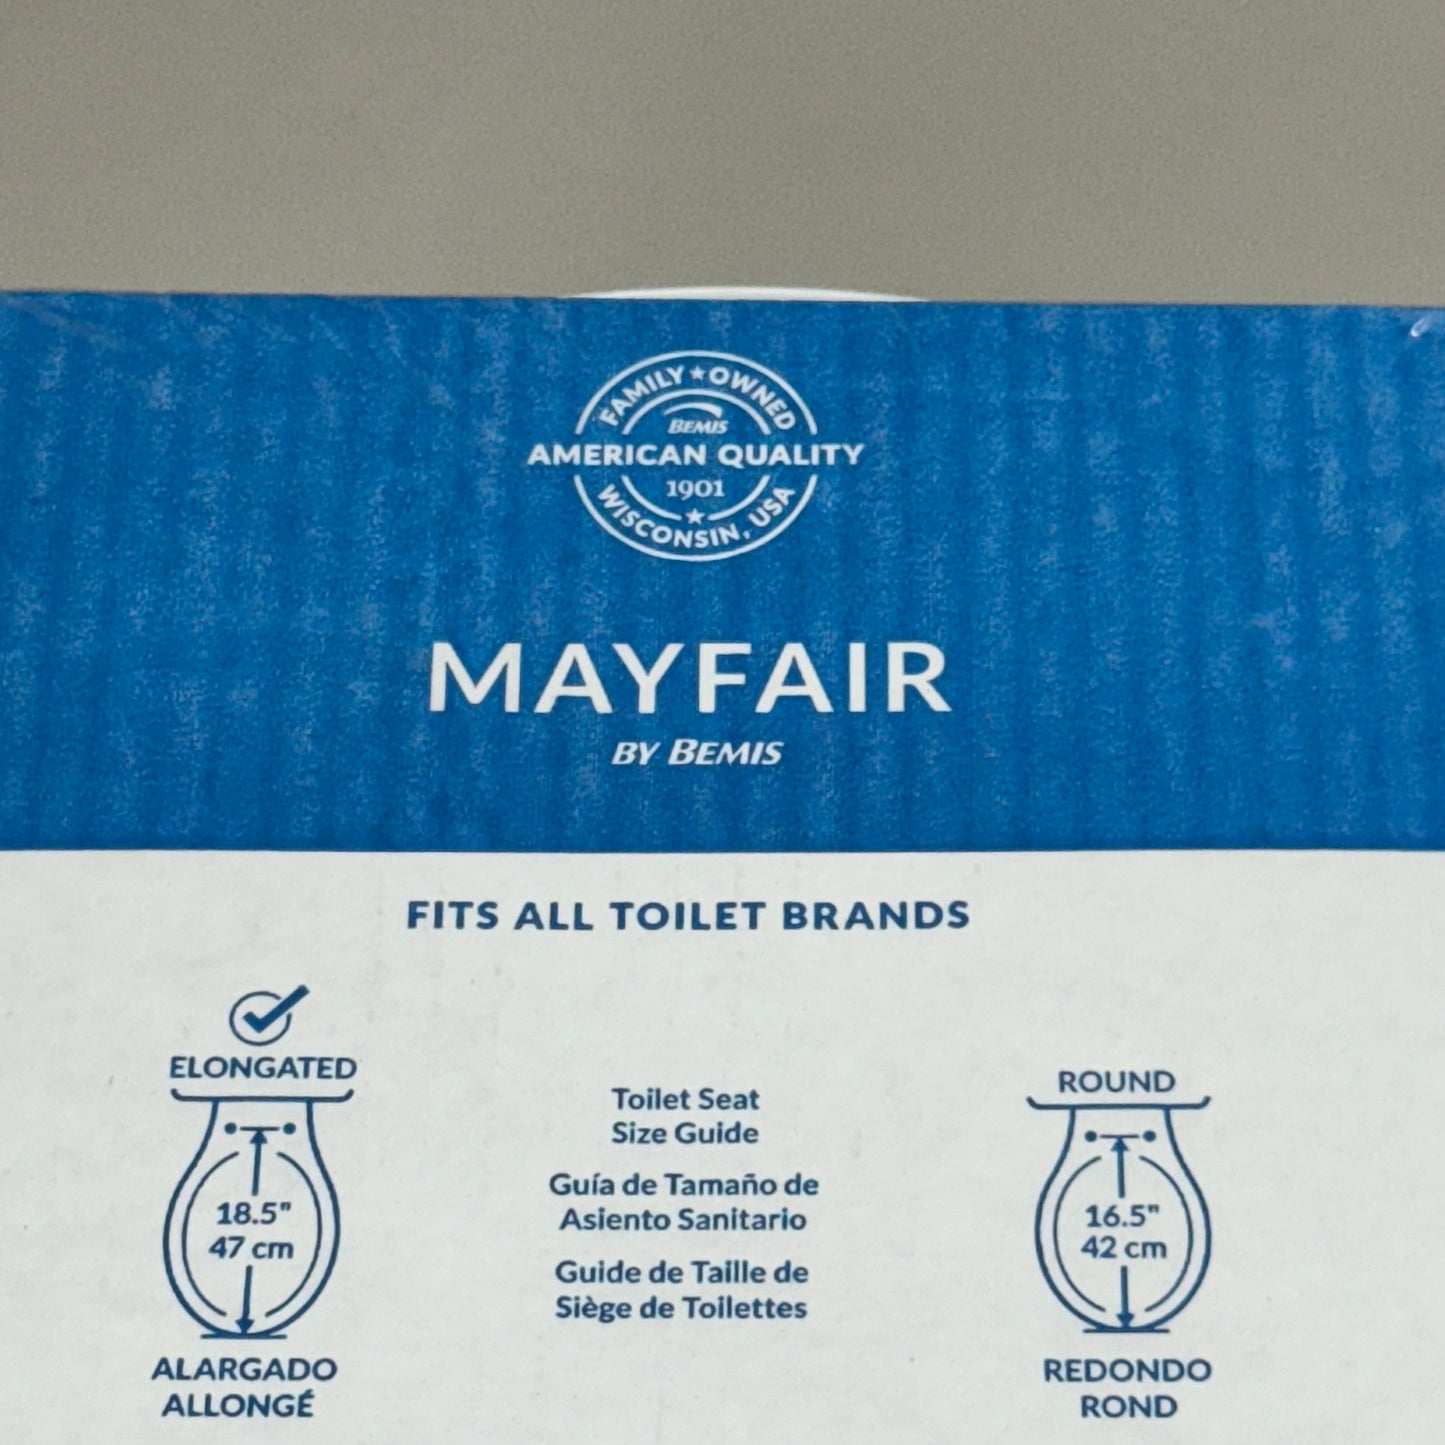 FAMILY★OWNED
BEMIS
AMERICAN QUALITY
1901
WISCONSIN, USA
MAYFAIR
BY BEMIS
FITS ALL TOILET BRANDS
ELONGATED
18.5"
47 cm
ALARGADO
ALLONGÉ
Toilet Seat
Size Guide
Guía de Tamaño de
Asiento Sanitario
Guide de Taille de
Siège de Toilettes
ROUND
16.5"
42 cm
REDONDO
ROND